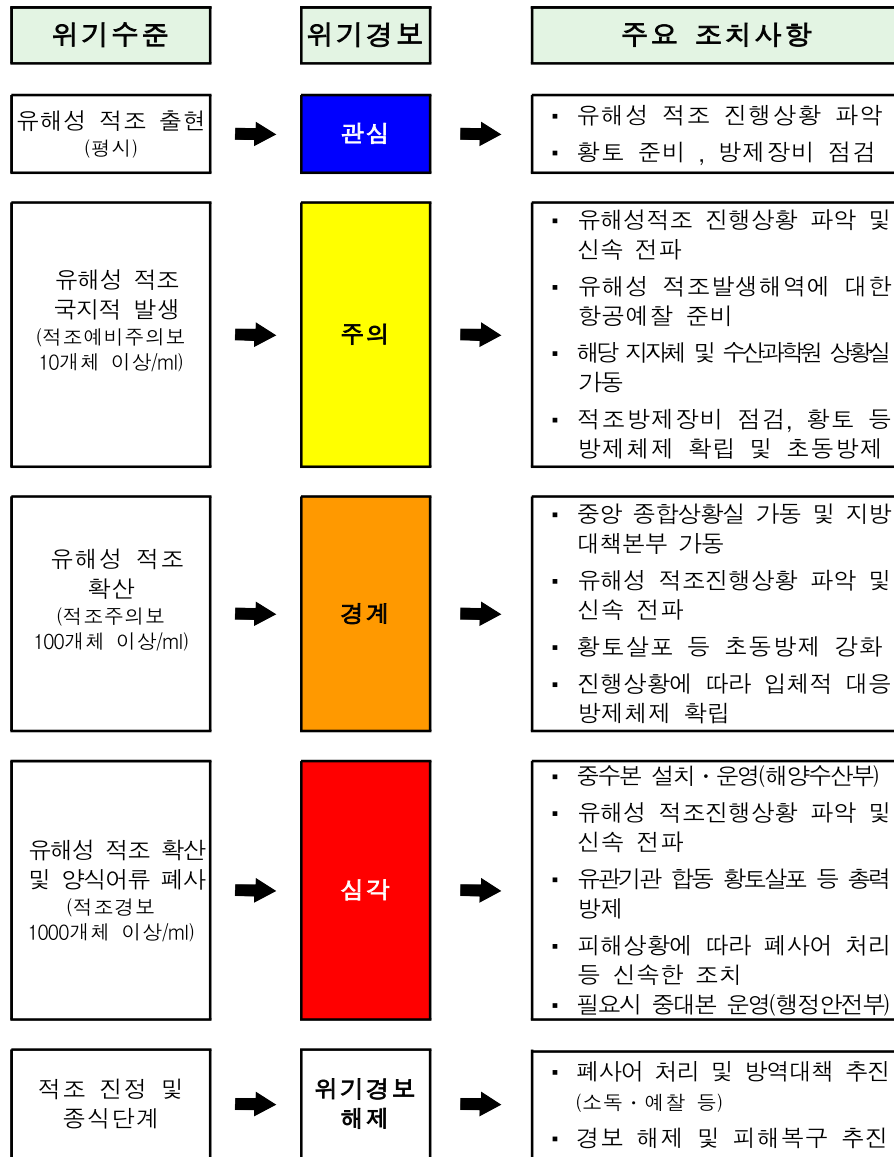 위기수준
위기경보
주요 조치사항
유해성 적조 출현
(평시)
관심
▪ 유해성 적조 진행상황 파악
▪ 황토 준비 , 방제장비 점검
유해성 적조
국지적 발생
(적조예비주의보
10개체 이상/ml)
주의
▪ 유해성적조 진행상황 파악 및
신속 전파
▪ 유해성 적조발생해역에 대한
항공예찰 준비
▪ 해당 지자체 및 수산과학원 상황실
가동
▪ 적조방제장비 점검, 황토 등
방제체제 확립 및 초동방제
유해성 적조
확산
(적조주의보
100개체 이상/ml)
경계
▪ 중앙 종합상황실 가동 및 지방
대책본부 가동
▪ 유해성 적조진행상황 파악 및
신속 전파
▪ 황토살포 등 초동방제 강화
▪ 진행상황에 따라 입체적 대응
방제체제 확립
유해성 적조 확산
및 양식어류 폐사
(적조경보
1000개체 이상/ml)
심각
▪ 중수본 설치·운영(해양수산부)
▪ 유해성 적조진행상황 파악 및
신속 전파
▪ 유관기관 합동 황토살포 등 총력
방제
▪ 피해상황에 따라 폐사어 처리
등 신속한 조치
▪ 필요시 중대본 운영(행정안전부)
적조 진정 및
종식단계
위기경보
해제
▪ 폐사어 처리 및 방역대책 추진
(소독·예찰 등)
▪ 경보 해제 및 피해복구 추진